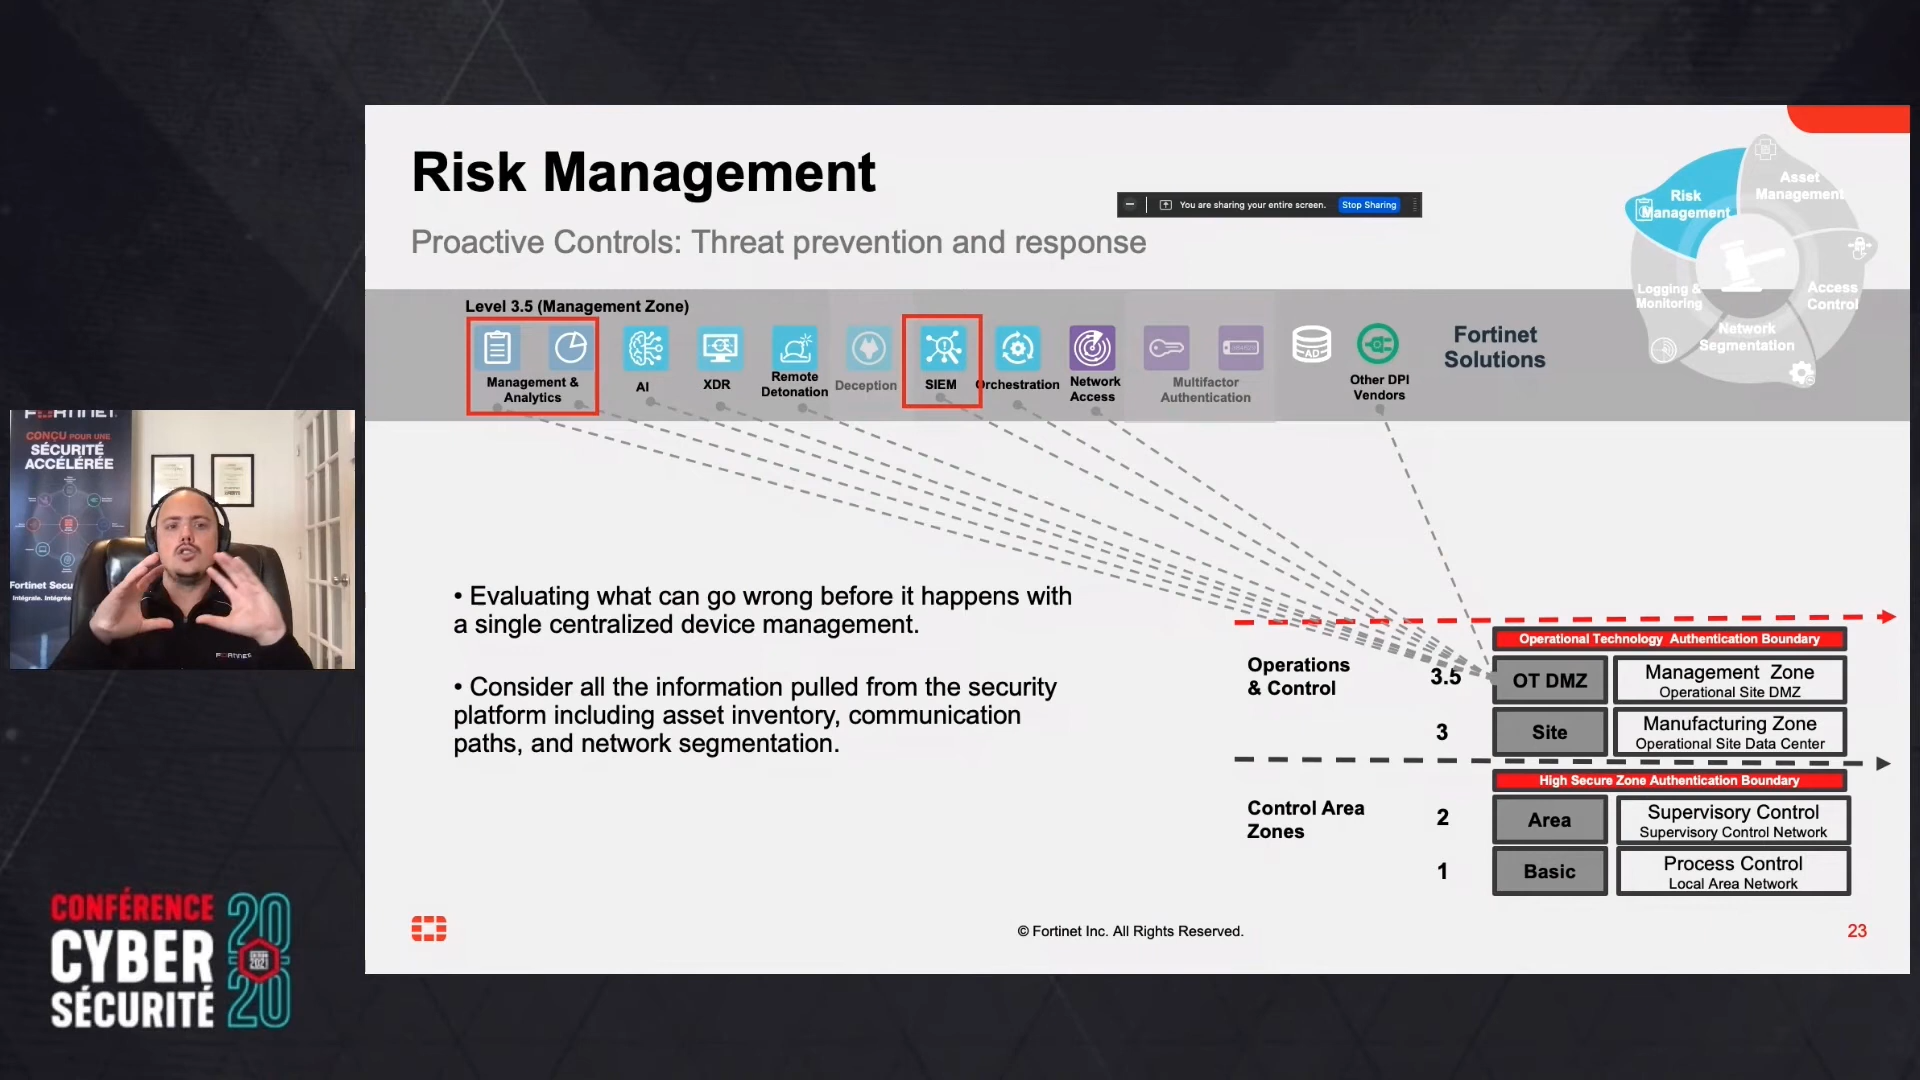 Risk Management
You are sharing your entire screen. Stop Sharing
Proactive Controls: Threat prevention and response
Risk
Management
Asset
Management
Access
Control
Network
Segmentation
Logging &
Monitoring
Level 3.5 (Management Zone)
Management &
Analytics
AI
XDR
Remote
Detonation
Deception
SIEM
Orchestration
Network
Access
Multifactor
Authentication
AD
Other DPI
Vendors
Fortinet
Solutions
• Evaluating what can go wrong before it happens with
a single centralized device management.
• Consider all the information pulled from the security
platform including asset inventory, communication
paths, and network segmentation.
Operational Technology Authentication Boundary
Operations
& Control
3.5
OT DMZ
Management Zone
Operational Site DMZ
3
Site
Manufacturing Zone
Operational Site Data Center
High Secure Zone Authentication Boundary
Control Area
Zones
2
Area
Supervisory Control
Supervisory Control Network
1
Basic
Process Control
Local Area Network
© Fortinet Inc. All Rights Reserved.
23
FORTINET
CONÇU POUR UNE
SÉCURITÉ
ACCÉLÉRÉE
Fortinet Secu
FORTINET
CONFÉRENCE
CYBER
SÉCURITÉ
20
20
ÉDITION
2021